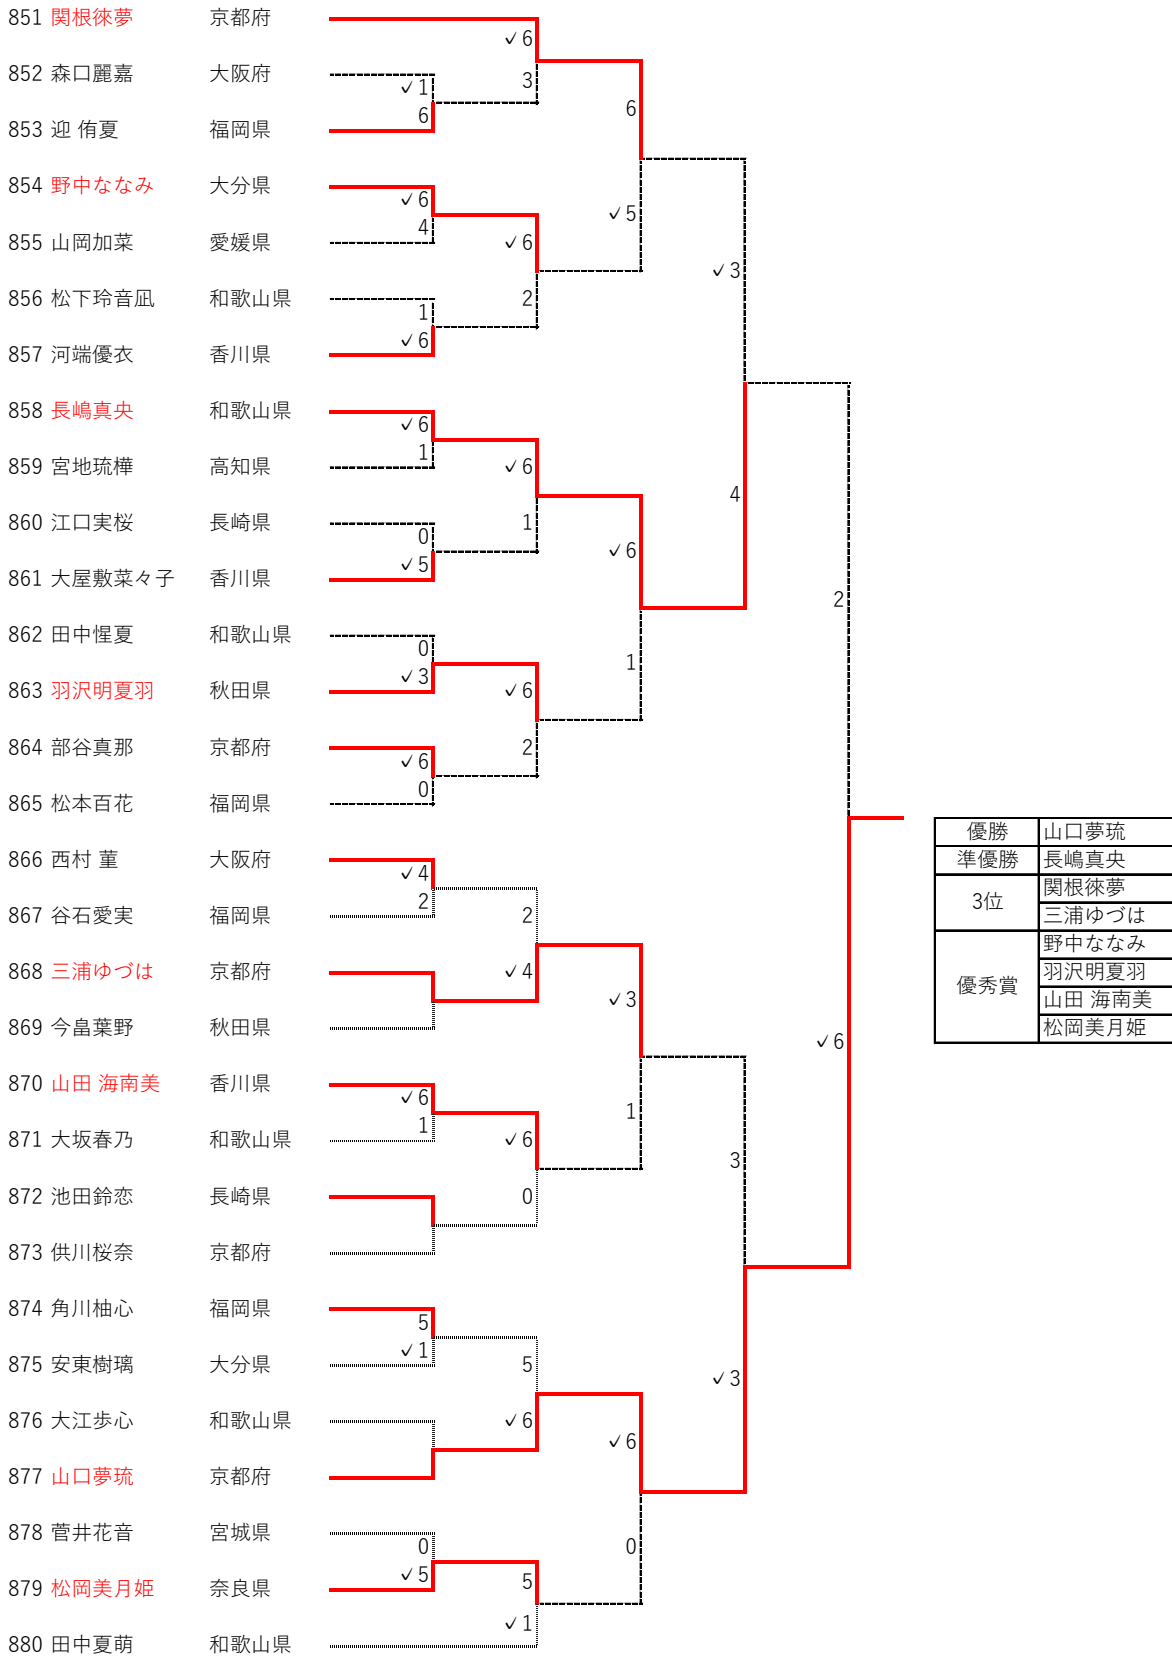 851 関根徠夢 京都府
✓6
852 森口麗嘉 大阪府
✓1
3
6
6
853 迎 侑夏 福岡県
854 野中ななみ 大分県
✓6
✓5
4
855 山岡加菜 愛媛県
✓6
✓3
856 松下玲音凪 和歌山県
2
1
✓6
857 河端優衣 香川県
858 長嶋真央 和歌山県
✓6
1
859 宮地琉樺 高知県
✓6
4
860 江口実桜 長崎県
1
0
✓6
✓5
861 大屋敷菜々子 香川県
2
862 田中惺夏 和歌山県
0
1
✓3
863 羽沢明夏羽 秋田県
✓6
864 部谷真那 京都府
2
✓6
0
865 松本百花 福岡県
優勝 山口夢琉
準優勝 長嶋真央
3位 関根徠夢
三浦ゆづは
優秀賞 野中ななみ
羽沢明夏羽
山田 海南美
松岡美月姫
866 西村 菫 大阪府
✓4
2
867 谷石愛実 福岡県
2
868 三浦ゆづは 京都府
✓4
✓3
869 今畠葉野 秋田県
✓6
870 山田 海南美 香川県
✓6
1
1
871 大坂春乃 和歌山県
✓6
3
872 池田鈴恋 長崎県
0
873 供川桜奈 京都府
874 角川柚心 福岡県
5
✓1
875 安東樹璃 大分県
5
✓3
876 大江歩心 和歌山県
✓6
✓6
877 山口夢琉 京都府
878 菅井花音 宮城県
0
0
✓5
879 松岡美月姫 奈良県
5
✓1
880 田中夏萌 和歌山県